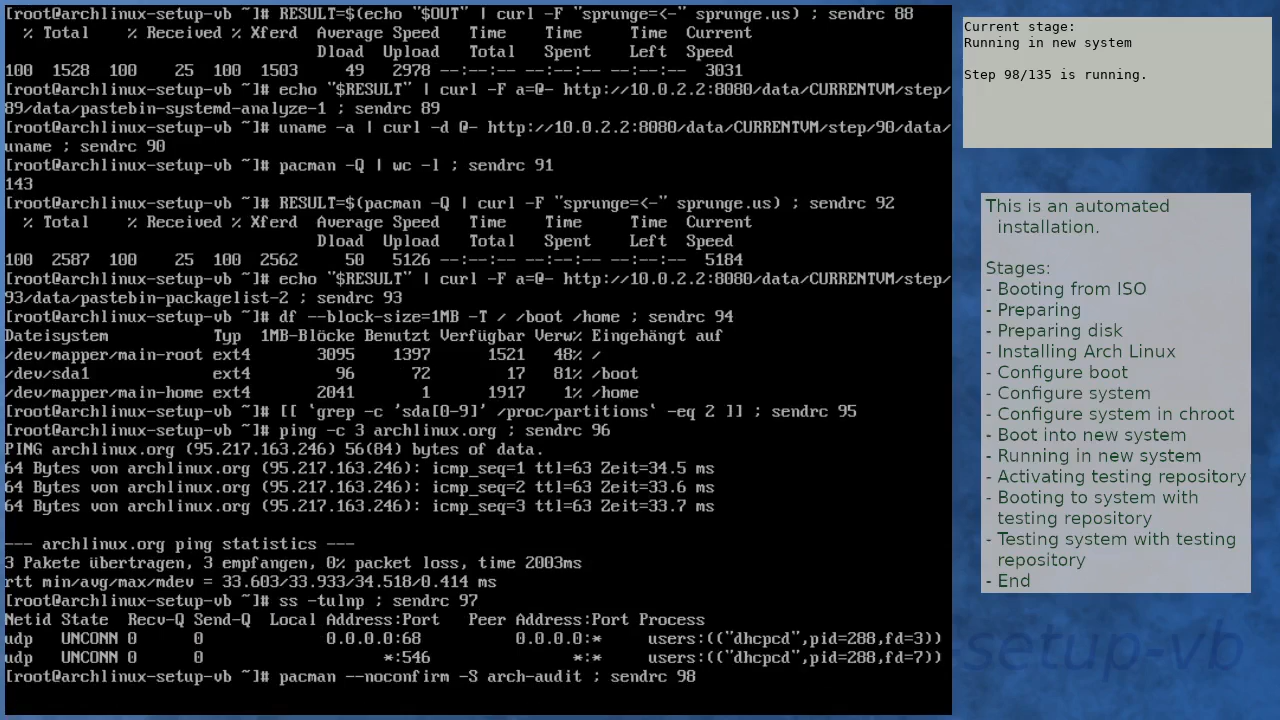 [root@archlinux-setup-vb ~]# RESULT=$(echo "$OUT" | curl -F "sprunge=<-" sprunge.us) ; sendrc 88
  % Total    % Received % Xferd  Average Speed   Time    Time     Time  Current
                                 Dload  Upload   Total   Spent    Left  Speed
100  1528  100    25  100  1503     49   2978 --:--:-- --:--:-- --:--:--  3031
[root@archlinux-setup-vb ~]# echo "$RESULT" | curl -F a=@- http://10.0.2.2:8080/data/CURRENTVM/step/
89/data/pastebin-systemd-analyze-1 ; sendrc 89
[root@archlinux-setup-vb ~]# uname -a | curl -d @- http://10.0.2.2:8080/data/CURRENTVM/step/90/data/
uname ; sendrc 90
[root@archlinux-setup-vb ~]# pacman -Q | wc -l ; sendrc 91
143
[root@archlinux-setup-vb ~]# RESULT=$(pacman -Q | curl -F "sprunge=<-" sprunge.us) ; sendrc 92
  % Total    % Received % Xferd  Average Speed   Time    Time     Time  Current
                                 Dload  Upload   Total   Spent    Left  Speed
100  2587  100    25  100  2562     50   5126 --:--:-- --:--:-- --:--:--  5184
[root@archlinux-setup-vb ~]# echo "$RESULT" | curl -F a=@- http://10.0.2.2:8080/data/CURRENTVM/step/
93/data/pastebin-packagelist-2 ; sendrc 93
[root@archlinux-setup-vb ~]# df --block-size=1MB -T / /boot /home ; sendrc 94
Dateisystem           Typ  1MB-Blöcke Benutzt Verfügbar Verw% Eingehängt auf
/dev/mapper/main-root ext4       3095    1397      1521   48% /
/dev/sda1             ext4         96      72        17   81% /boot
/dev/mapper/main-home ext4       2041       1      1917    1% /home
[root@archlinux-setup-vb ~]# [[ `grep -c 'sda[0-9]' /proc/partitions` -eq 2 ]] ; sendrc 95
[root@archlinux-setup-vb ~]# ping -c 3 archlinux.org ; sendrc 96
PING archlinux.org (95.217.163.246) 56(84) bytes of data.
64 Bytes von archlinux.org (95.217.163.246): icmp_seq=1 ttl=63 Zeit=34.5 ms
64 Bytes von archlinux.org (95.217.163.246): icmp_seq=2 ttl=63 Zeit=33.6 ms
64 Bytes von archlinux.org (95.217.163.246): icmp_seq=3 ttl=63 Zeit=33.7 ms
--- archlinux.org ping statistics ---
3 Pakete übertragen, 3 empfangen, 0% packet loss, time 2003ms
rtt min/avg/max/mdev = 33.603/33.933/34.518/0.414 ms
[root@archlinux-setup-vb ~]# ss -tulnp ; sendrc 97
Netid State  Recv-Q Send-Q  Local Address:Port   Peer Address:Port Process
udp   UNCONN 0      0             0.0.0.0:68          0.0.0.0:*     users:(("dhcpcd",pid=288,fd=3))
udp   UNCONN 0      0                   *:546               *:*     users:(("dhcpcd",pid=288,fd=7))
[root@archlinux-setup-vb ~]# pacman --noconfirm -S arch-audit ; sendrc 98
Current stage:
Running in new system
Step 98/135 is running.
This is an automated
installation.
Stages:
- Booting from ISO
- Preparing
- Preparing disk
- Installing Arch Linux
- Configure boot
- Configure system
- Configure system in chroot
- Boot into new system
- Running in new system
- Activating testing repository
- Booting to system with
testing repository
- Testing system with testing
repository
- End
setup-vb